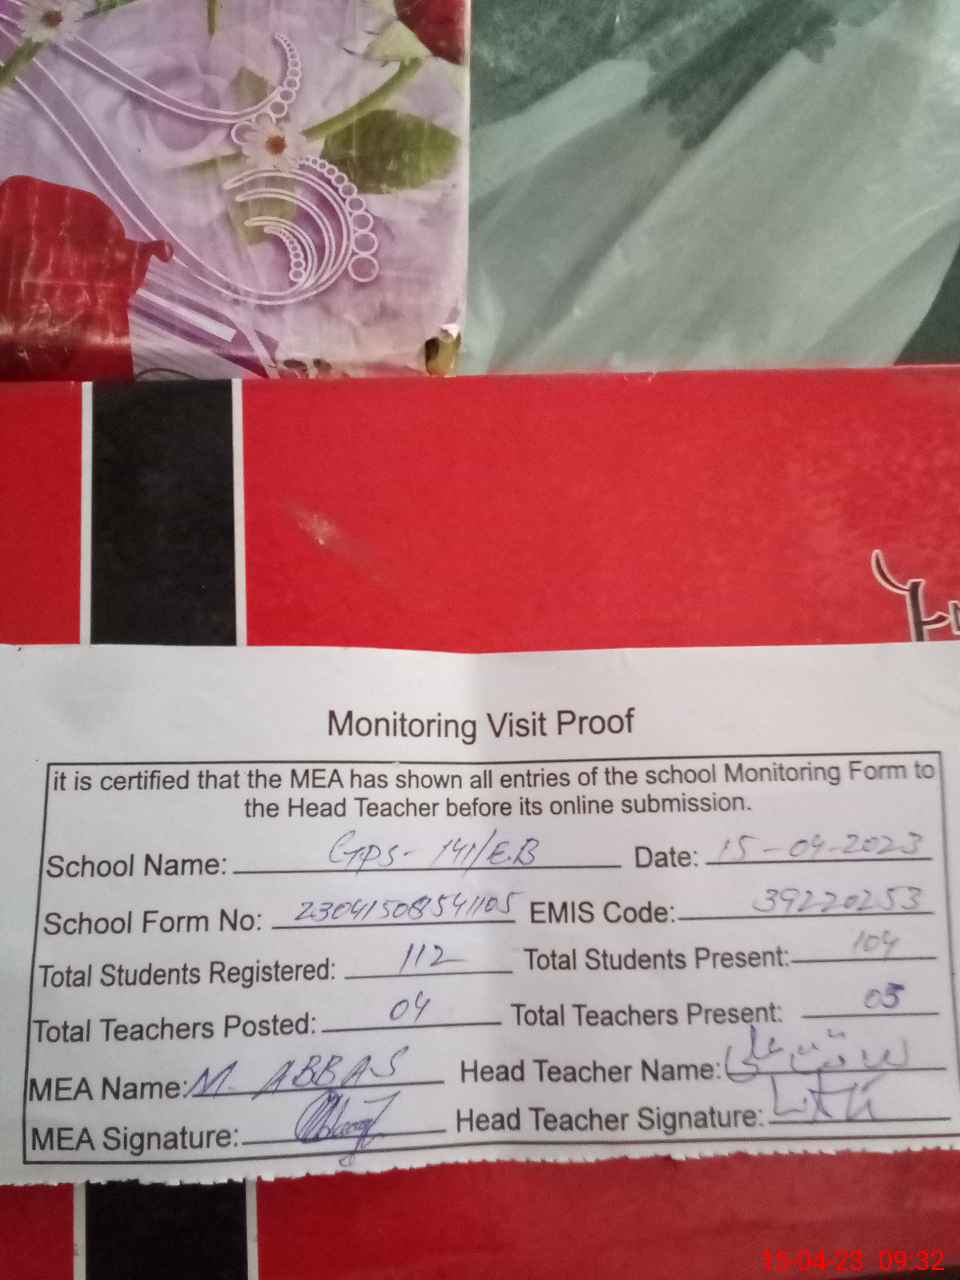 Monitoring Visit Proof
it is certified that the MEA has shown all entries of the school Monitoring Form to
the Head Teacher before its online submission.
School Name: GPS- 141/E.B Date: 15-04-2023
School Form No: 23041508541105 EMIS Code: 39220253
Total Students Registered: 112 Total Students Present: 104
Total Teachers Posted: 04 Total Teachers Present: 03
MEA Name: M. ABBAS Head Teacher Name:
MEA Signature: Head Teacher Signature:
15-04-23 09:32